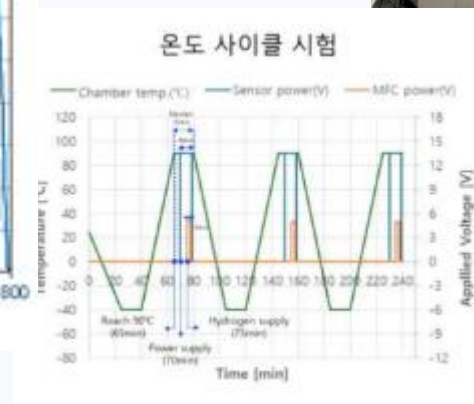 온도 사이클 시험
Chamber temp.(℃) Sensor power(V) MFC power(V)
120 18
100 15
80 12
60 9
40 6
20 3
0 0
0 20 40 60 80 100 120 140 160 180 200 220 240
-20 -3
-40 -6
-60 -9
-80 -12
Reach 90℃
(65min)
Hydrogen supply
(75min)
Power supply
(70min)
Temperature [℃]
Applied Voltage [V]
Time [min]
800